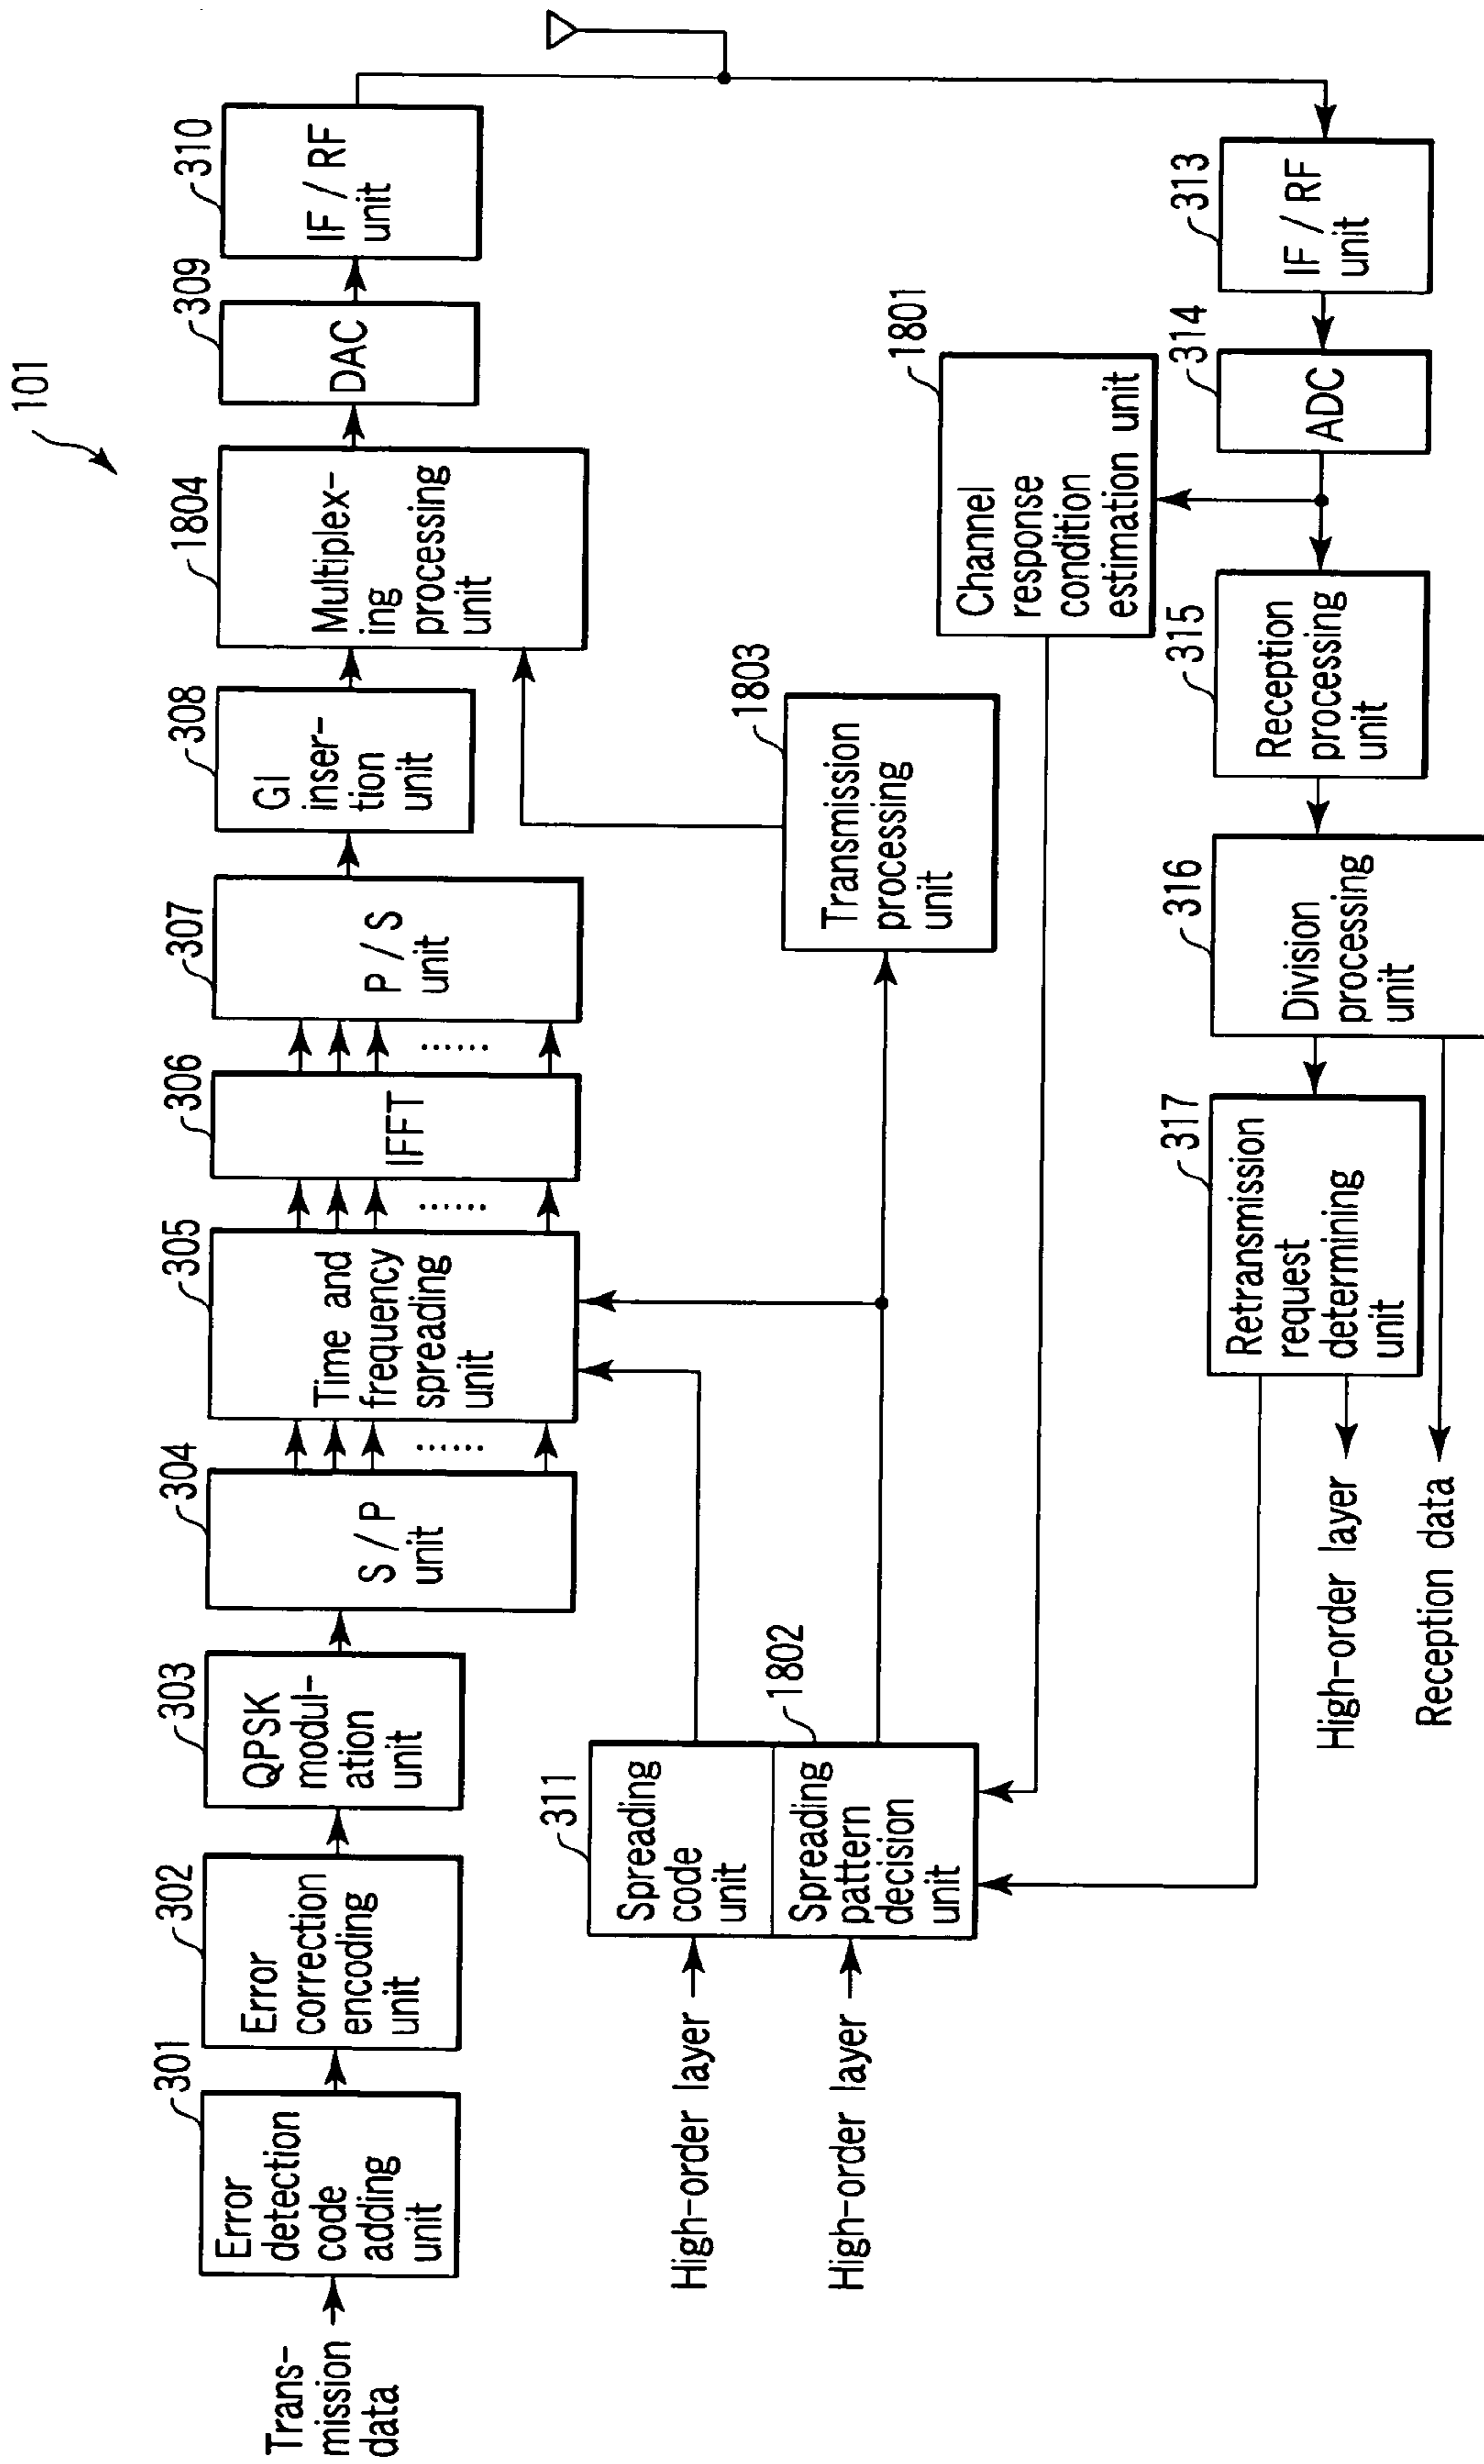 101
301
Error
detection
code
adding
unit
302
Error
correction
encoding
unit
303
QPSK
modul-
ation
unit
304
S / P
unit
305
Time and
frequency
spreading
unit
306
IFFT
307
P / S
unit
308
GI
inser-
tion
unit
1804
Multiplex-
ing
processing
unit
309
DAC
310
IF / RF
unit
Trans-
mission
data
......
......
......
311
Spreading
code
unit
1802
Spreading
pattern
decision
unit
High-order layer
High-order layer
1803
Transmission
processing
unit
1801
Channel
response
condition
estimation unit
313
IF / RF
unit
314
ADC
315
Reception
processing
unit
316
Division
processing
unit
317
Retransmission
request
determining
unit
High-order layer
Reception data